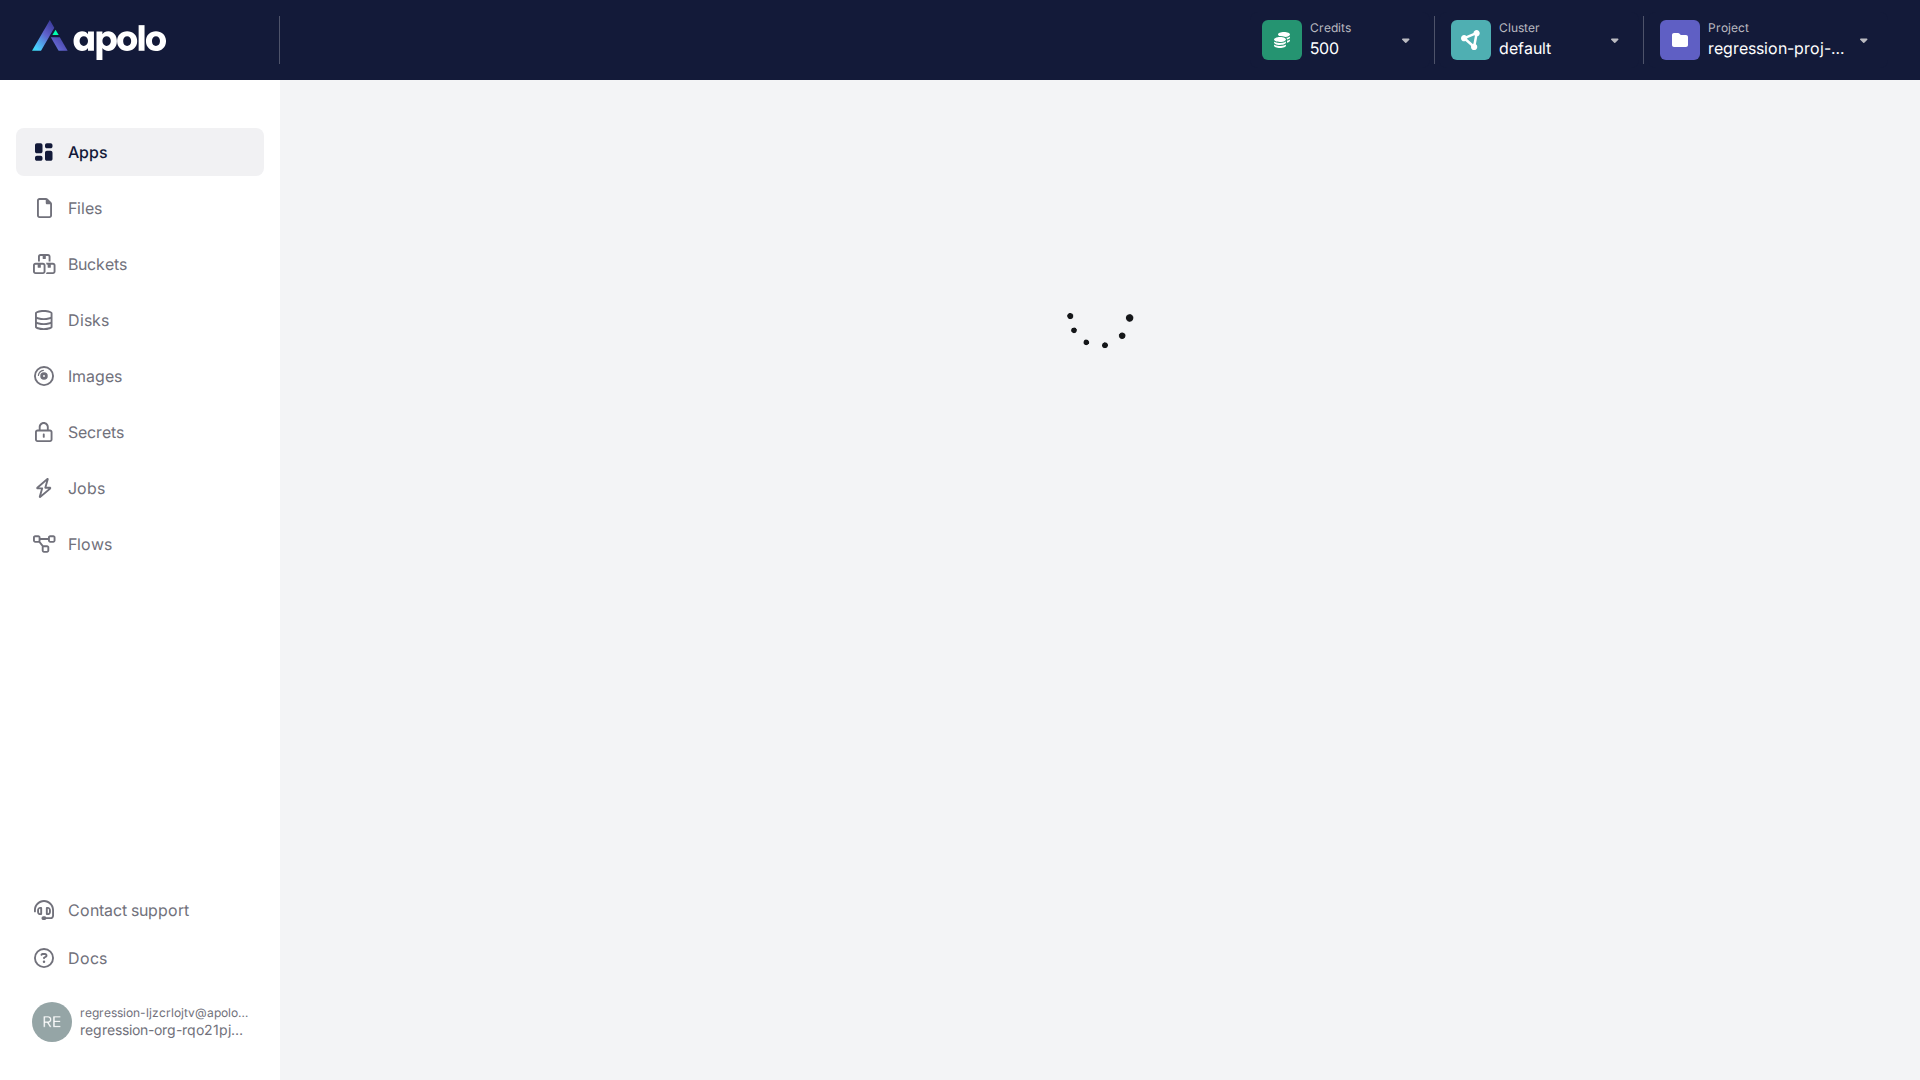 apolo
Credits
500
Cluster
default
Project
regression-proj-...
Apps
Files
Buckets
Disks
Images
Secrets
Jobs
Flows
Contact support
Docs
RE
regression-ljzcrlojtv@apolo...
regression-org-rqo21pj...